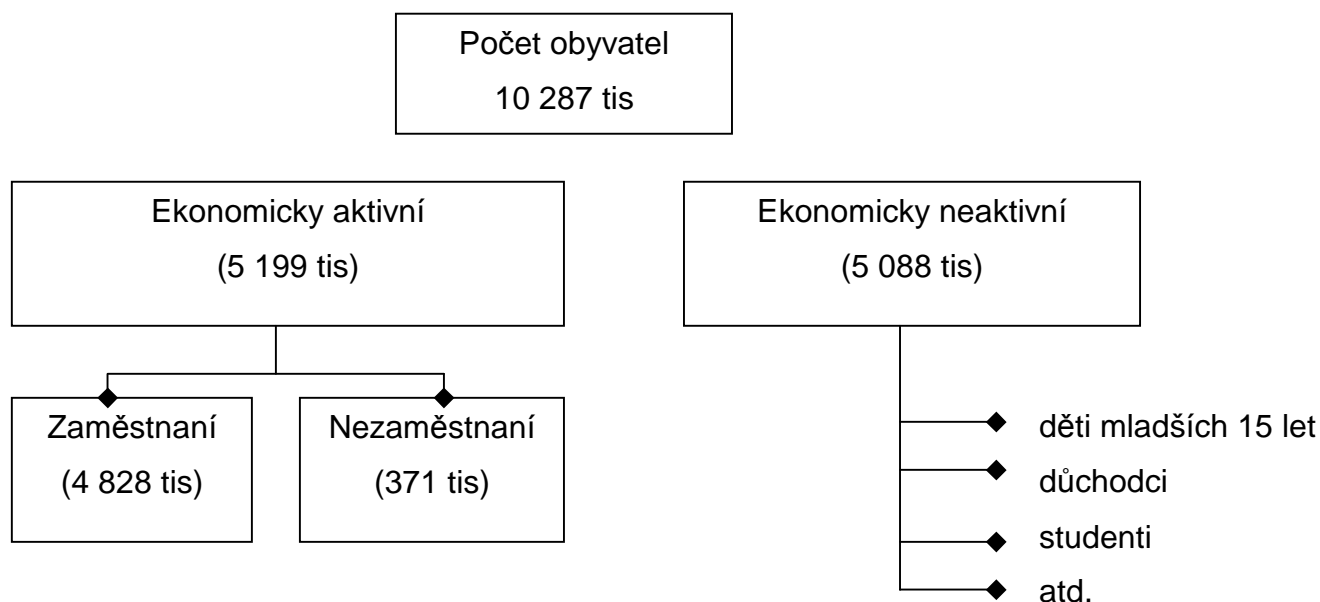 Počet obyvatel
10 287 tis
Ekonomicky aktivní
(5 199 tis)
Ekonomicky neaktivní
(5 088 tis)
Zaměstnaní
(4 828 tis)
Nezaměstnaní
(371 tis)
děti mladších 15 let
důchodci
studenti
atd.